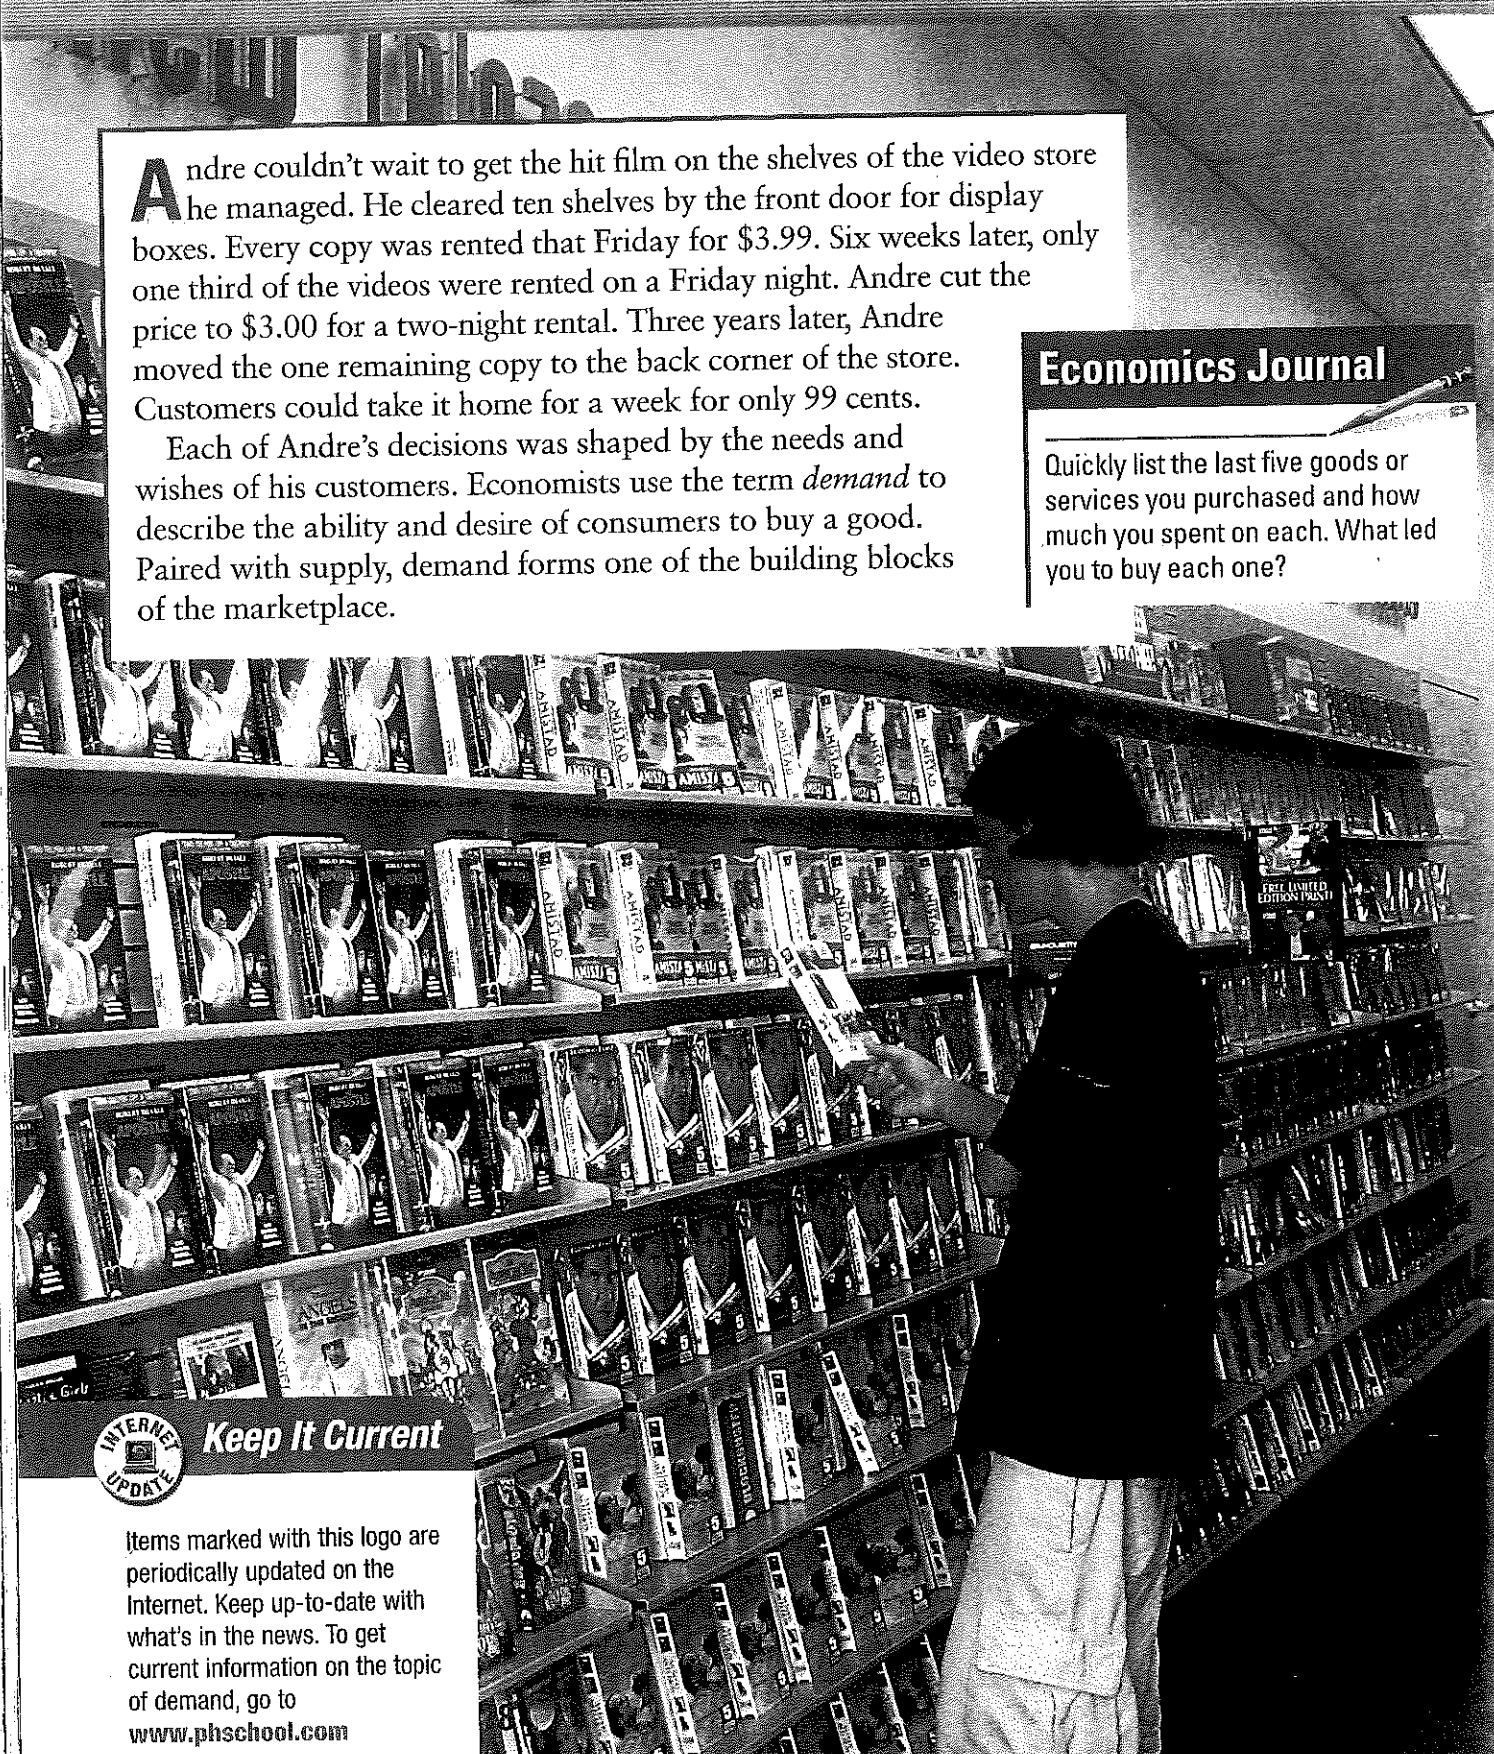 Andre couldn't wait to get the hit film on the shelves of the video store
he managed. He cleared ten shelves by the front door for display
boxes. Every copy was rented that Friday for $3.99. Six weeks later, only
one third of the videos were rented on a Friday night. Andre cut the
price to $3.00 for a two-night rental. Three years later, Andre
moved the one remaining copy to the back corner of the store.
Customers could take it home for a week for only 99 cents.
Each of Andre's decisions was shaped by the needs and
wishes of his customers. Economists use the term demand to
describe the ability and desire of consumers to buy a good.
Paired with supply, demand forms one of the building blocks
of the marketplace.
Economics Journal
Quickly list the last five goods or
services you purchased and how
much you spent on each. What led
you to buy each one?
AMISTAD
AMISTAD
AMISTAD
AMISTAD
AMISTAD
AMISTAD
AMISTAD
AMISTAD
AMISTAD
AMISTAD
FREE LIMITED
EDITION PRINT!
ANGELS
INTERNET
UPDATE
Keep It Current
Items marked with this logo are
periodically updated on the
Internet. Keep up-to-date with
what's in the news. To get
current information on the topic
of demand, go to
www.phschool.com